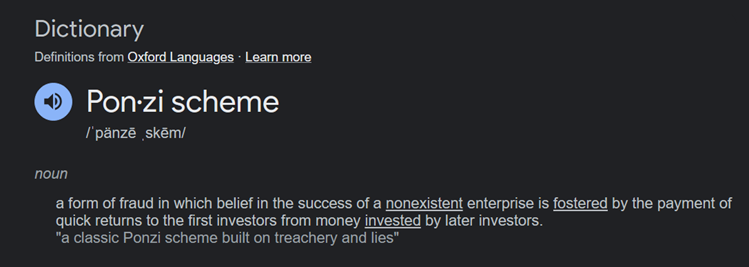 Dictionary
Definitions from Oxford Languages · Learn more
Pon·zi scheme
/ˈpänzē ˌskēm/
noun
a form of fraud in which belief in the success of a nonexistent enterprise is fostered by the payment of
quick returns to the first investors from money invested by later investors.
"a classic Ponzi scheme built on treachery and lies"